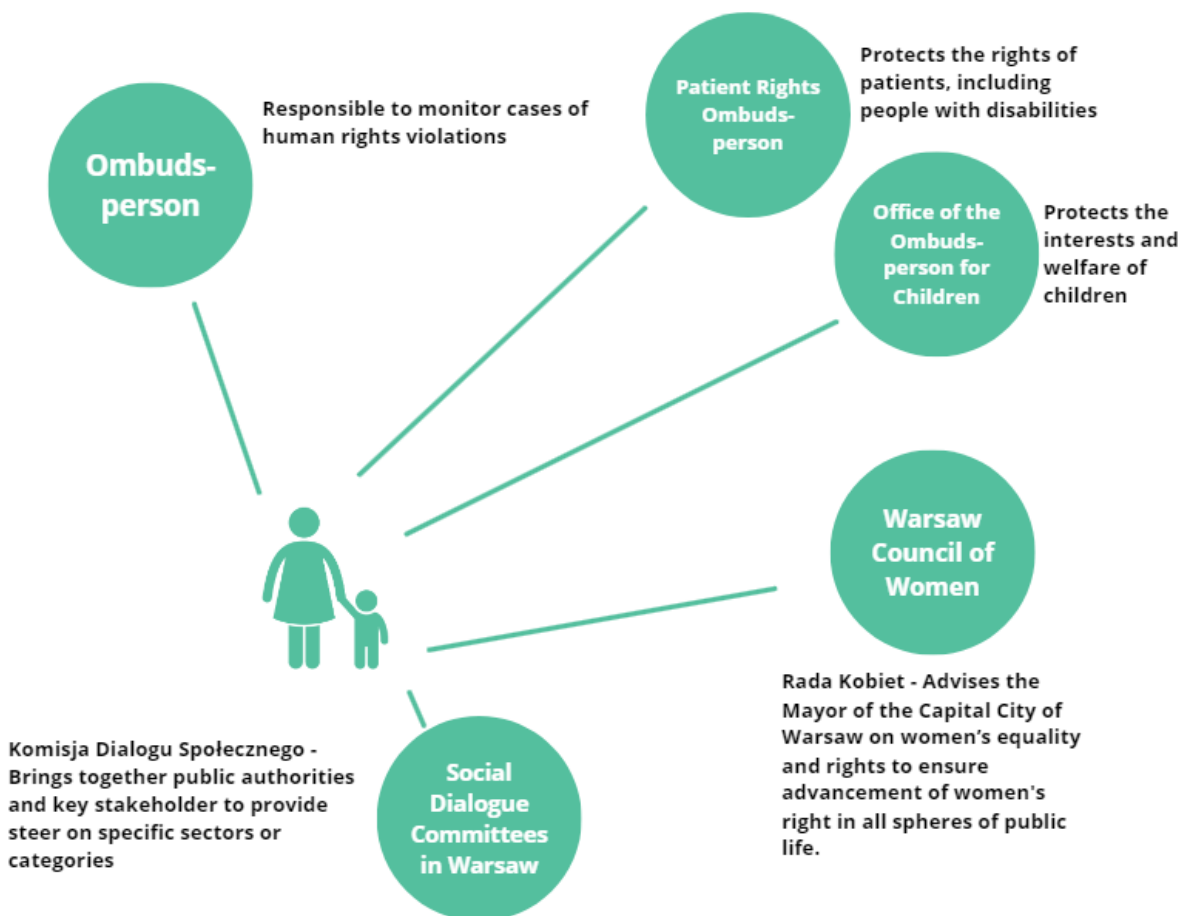 Ombuds-
person
Responsible to monitor cases of
human rights violations
Patient Rights
Ombuds-
person
Protects the rights of
patients, including
people with disabilities
Office of the
Ombuds-
person for
Children
Protects the
interests and
welfare of
children
Warsaw
Council of
Women
Rada Kobiet - Advises the
Mayor of the Capital City of
Warsaw on women’s equality
and rights to ensure
advancement of women's
right in all spheres of public
life.
Komisja Dialogu Społecznego -
Brings together public authorities
and key stakeholder to provide
steer on specific sectors or
categories
Social
Dialogue
Committees
in Warsaw